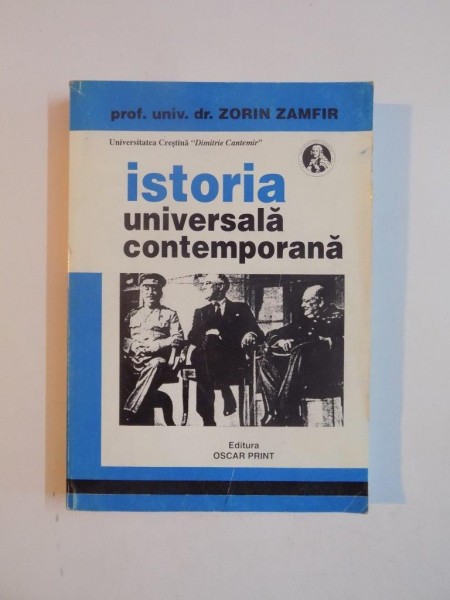 prof. univ. dr. ZORIN ZAMFIR
Universitatea Creştină "Dimitrie Cantemir"
istoria
universală
contemporană
Editura
OSCAR PRINT